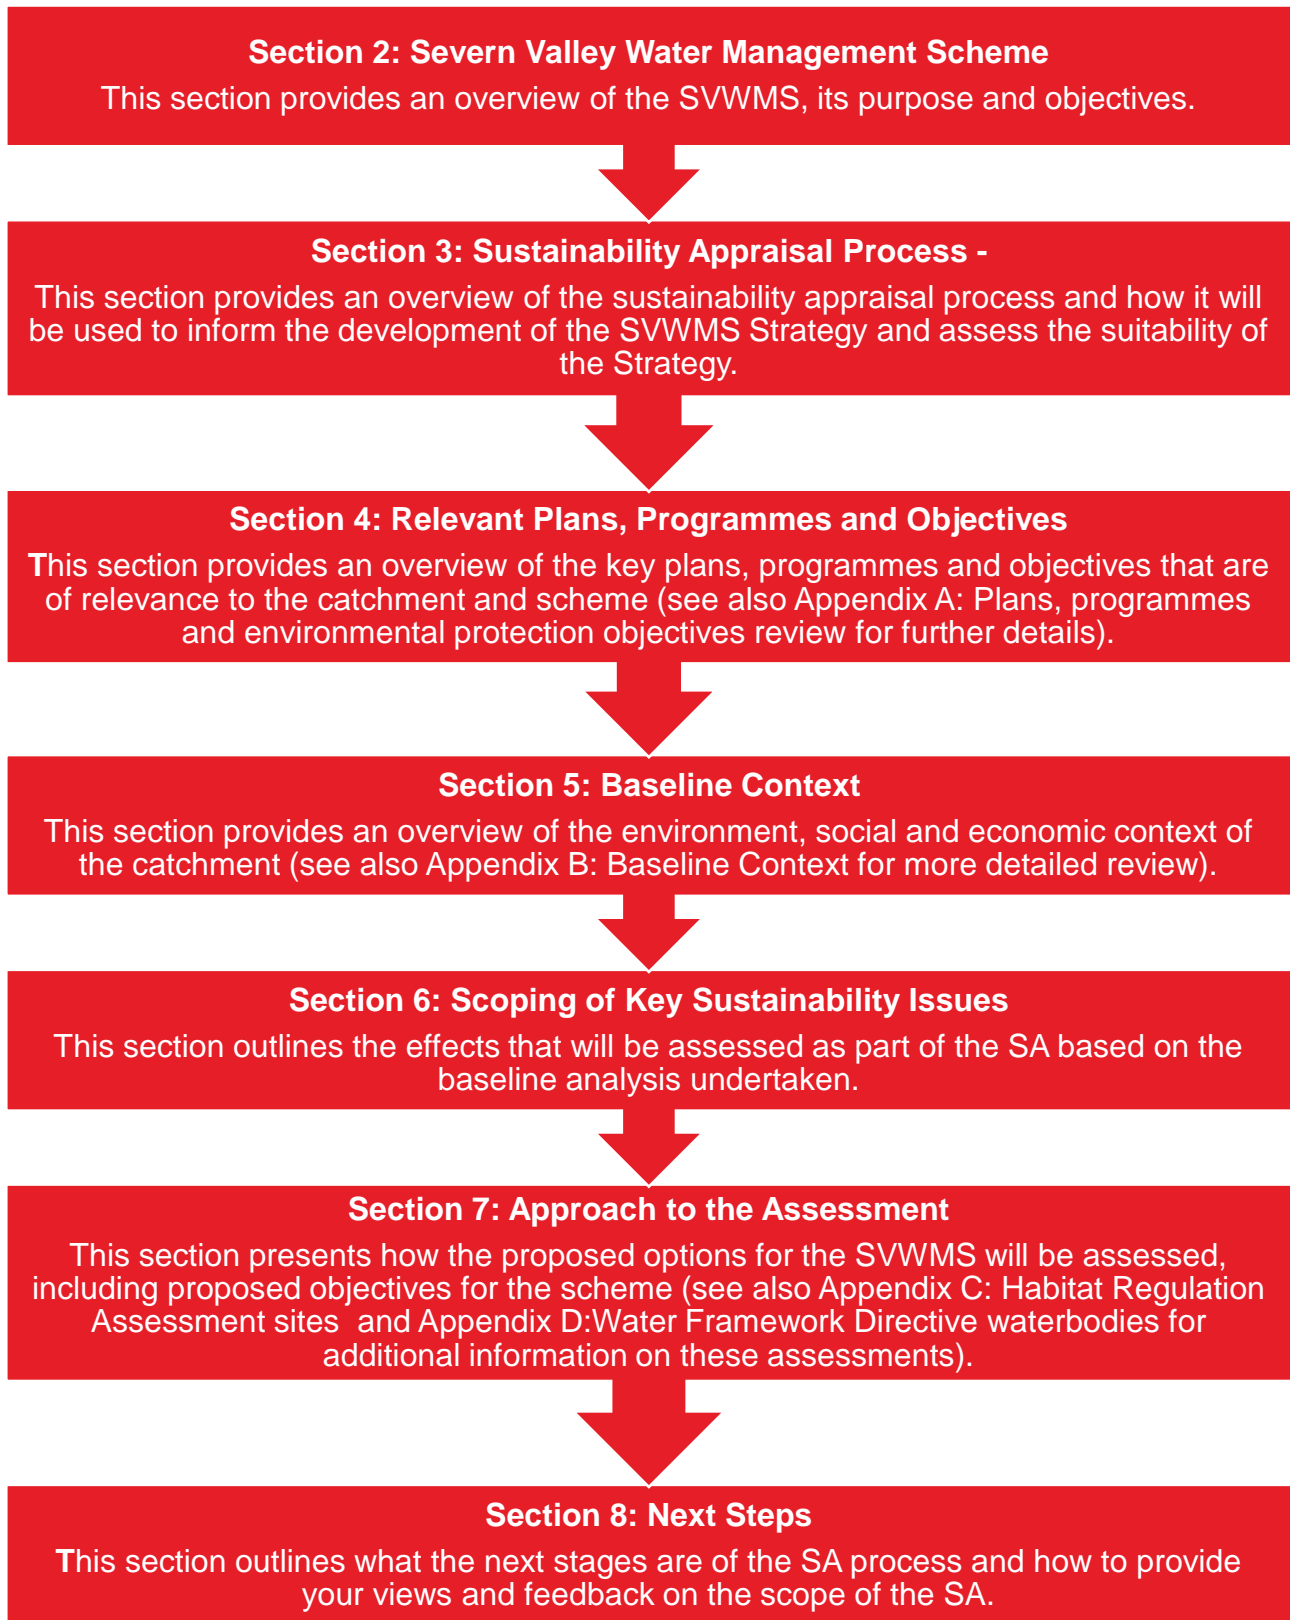 Section 2: Severn Valley Water Management Scheme
This section provides an overview of the SVWMS, its purpose and objectives.
Section 3: Sustainability Appraisal Process -
This section provides an overview of the sustainability appraisal process and how it will
be used to inform the development of the SVWMS Strategy and assess the suitability of
the Strategy.
Section 4: Relevant Plans, Programmes and Objectives
This section provides an overview of the key plans, programmes and objectives that are
of relevance to the catchment and scheme (see also Appendix A: Plans, programmes
and environmental protection objectives review for further details).
Section 5: Baseline Context
This section provides an overview of the environment, social and economic context of
the catchment (see also Appendix B: Baseline Context for more detailed review).
Section 6: Scoping of Key Sustainability Issues
This section outlines the effects that will be assessed as part of the SA based on the
baseline analysis undertaken.
Section 7: Approach to the Assessment
This section presents how the proposed options for the SVWMS will be assessed,
including proposed objectives for the scheme (see also Appendix C: Habitat Regulation
Assessment sites  and Appendix D:Water Framework Directive waterbodies for
additional information on these assessments).
Section 8: Next Steps
This section outlines what the next stages are of the SA process and how to provide
your views and feedback on the scope of the SA.